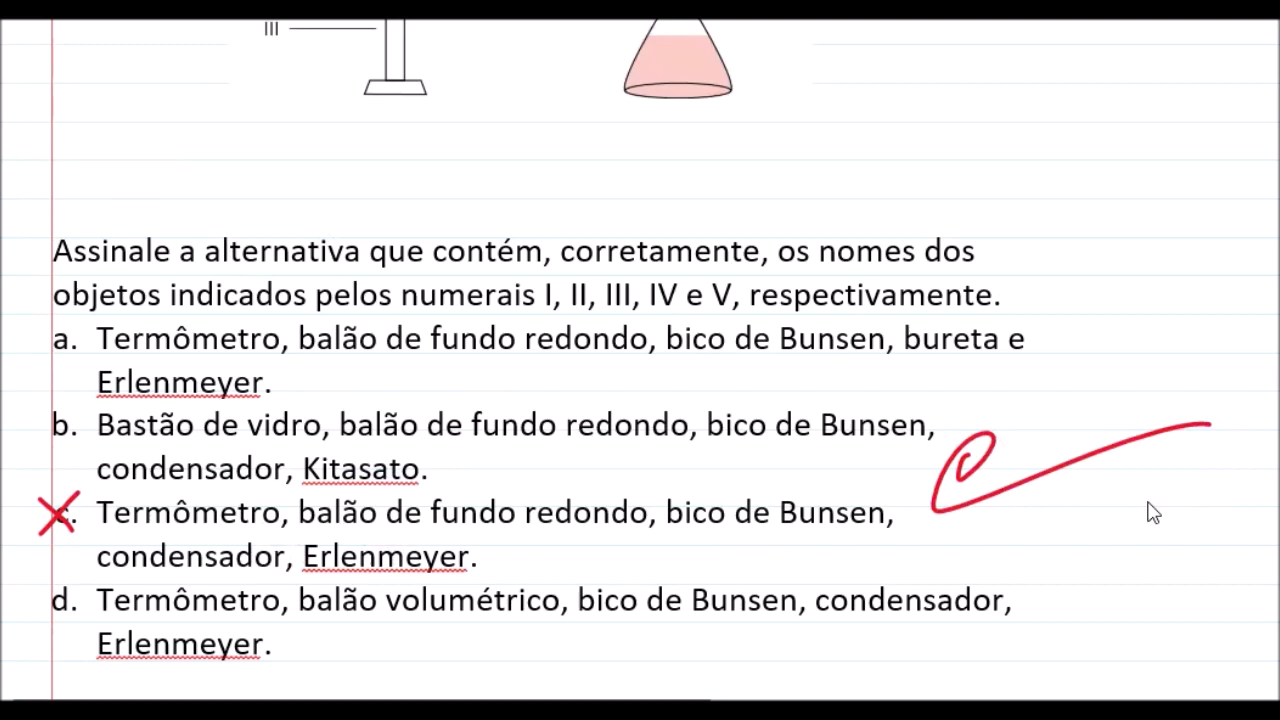 III
Assinale a alternativa que contém, corretamente, os nomes dos
objetos indicados pelos numerais I, II, III, IV e V, respectivamente.
a. Termômetro, balão de fundo redondo, bico de Bunsen, bureta e
Erlenmeyer.
b. Bastão de vidro, balão de fundo redondo, bico de Bunsen,
condensador, Kitasato.
c. Termômetro, balão de fundo redondo, bico de Bunsen,
condensador, Erlenmeyer.
d. Termômetro, balão volumétrico, bico de Bunsen, condensador,
Erlenmeyer.